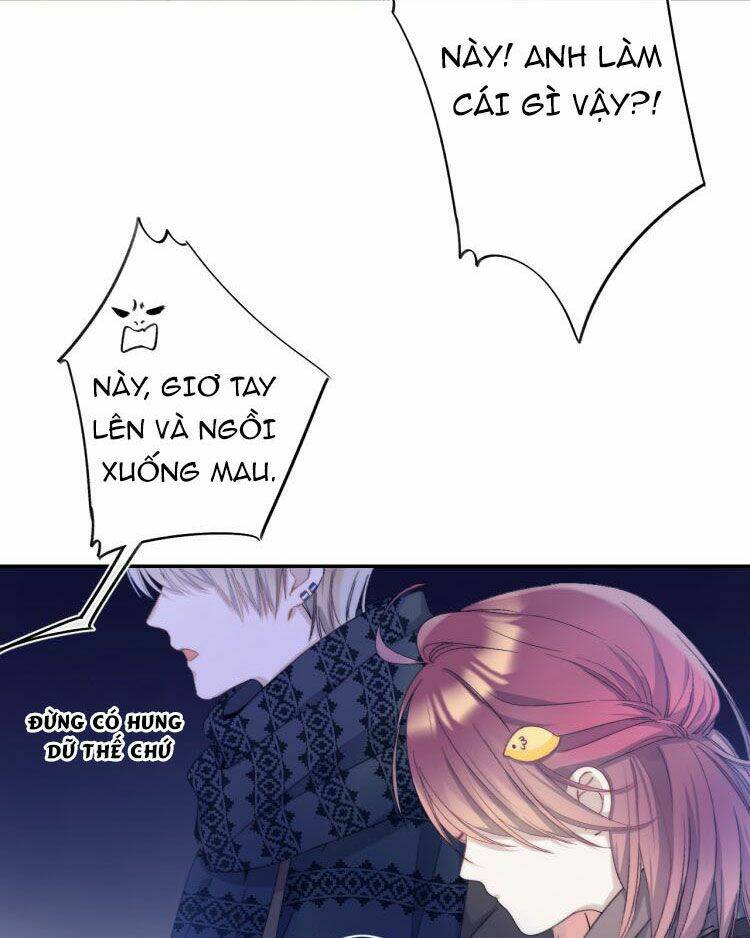 NÀY! ANH LÀM
CÁI GÌ VẬY?!
NÀY, GIƠ TAY
LÊN VÀ NGỒI
XUỐNG MAU.
ĐỪNG CÓ HUNG
DỮ THẾ CHỨ